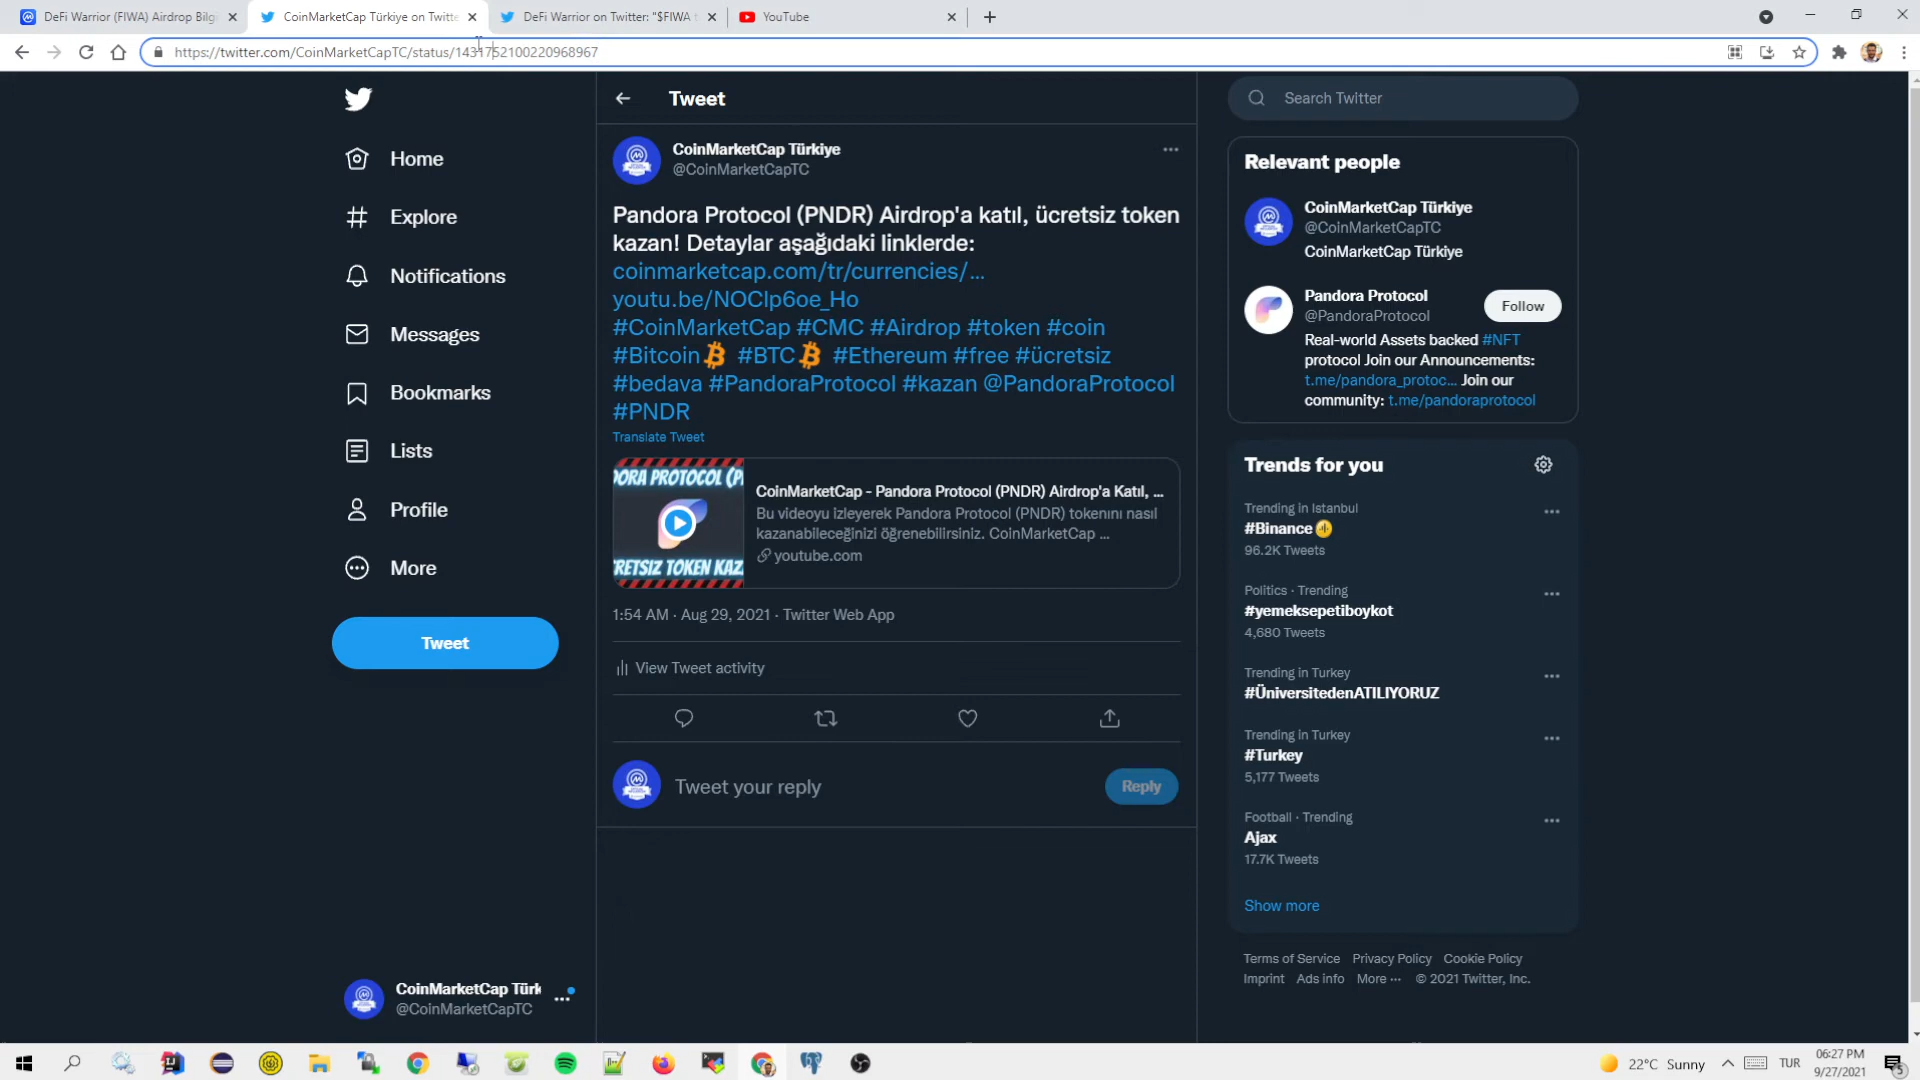 DeFi Warrior (FIWA) Airdrop Bilgi
CoinMarketCap Türkiye on Twitte
DeFi Warrior on Twitter: "$FIWA t
YouTube
https://twitter.com/CoinMarketCapTC/status/1431752100220968967
Home
Explore
Notifications
Messages
Bookmarks
Lists
Profile
More
Tweet
CoinMarketCap Türk
@CoinMarketCapTC
Tweet
CoinMarketCap Türkiye
@CoinMarketCapTC
Pandora Protocol (PNDR) Airdrop'a katıl, ücretsiz token
kazan! Detaylar aşağıdaki linklerde:
coinmarketcap.com/tr/currencies/…
youtu.be/NOClp6oe_Ho
#CoinMarketCap #CMC #Airdrop #token #coin
#Bitcoin #BTC #Ethereum #free #ücretsiz
#bedava #PandoraProtocol #kazan @PandoraProtocol
#PNDR
Translate Tweet
DORA PROTOCOL (P
RETSIZ TOKEN KAZ
CoinMarketCap - Pandora Protocol (PNDR) Airdrop'a Katıl, ...
Bu videoyu izleyerek Pandora Protocol (PNDR) tokenını nasıl
kazanabileceğinizi öğrenebilirsiniz. CoinMarketCap ...
youtube.com
1:54 AM · Aug 29, 2021 · Twitter Web App
View Tweet activity
Tweet your reply
Reply
Search Twitter
Relevant people
CoinMarketCap Türkiye
@CoinMarketCapTC
CoinMarketCap Türkiye
Pandora Protocol
@PandoraProtocol
Follow
Real-world Assets backed #NFT
protocol Join our Announcements:
t.me/pandora_protoc... Join our
community: t.me/pandoraprotocol
Trends for you
Trending in Istanbul
#Binance
96.2K Tweets
Politics · Trending
#yemeksepetiboykot
4,680 Tweets
Trending in Turkey
#ÜniversitedenATILIYORUZ
Trending in Turkey
#Turkey
5,177 Tweets
Football · Trending
Ajax
17.7K Tweets
Show more
Terms of Service Privacy Policy Cookie Policy
Imprint Ads info More ··· © 2021 Twitter, Inc.
22°C Sunny
TUR
06:27 PM
9/27/2021
5